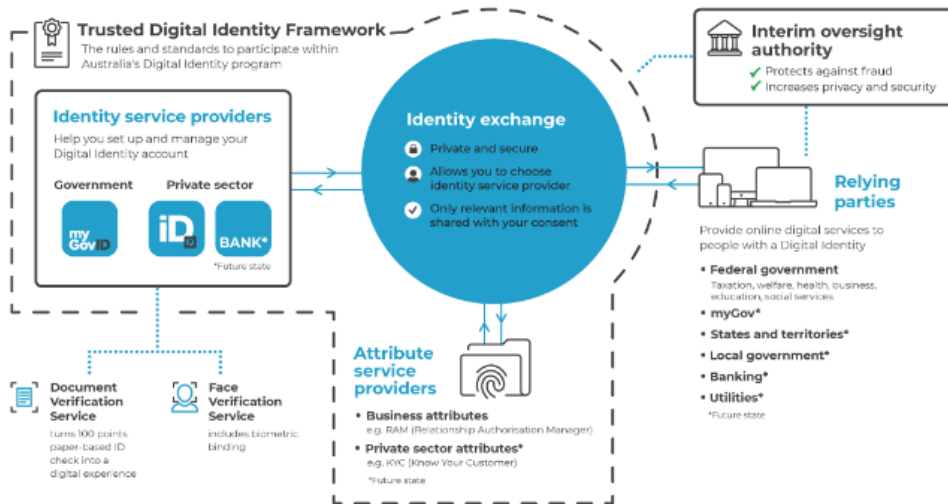 Trusted Digital Identity Framework
The rules and standards to participate within
Australia's Digital Identity program
Interim oversight
authority
Protects against fraud
Increases privacy and security
Identity service providers
Help you set up and manage your
Digital Identity account
Government
Private sector
my
GovID
iD
BANK*
*Future state
Identity exchange
Private and secure
Allows you to choose
identity service provider
Only relevant information is
shared with your consent
Relying
parties
Provide online digital services to
people with a Digital Identity
• Federal government
Taxation, welfare, health, business,
education, social services
• myGov*
• States and territories*
• Local government*
• Banking*
• Utilities*
*Future state
Attribute
service
providers
• Business attributes
e.g. RAM (Relationship Authorisation Manager)
• Private sector attributes*
e.g. KYC (Know Your Customer)
*Future state
Document
Verification
Service
turns 100 points
paper-based ID
check into a
digital experience
Face
Verification
Service
includes biometric
binding